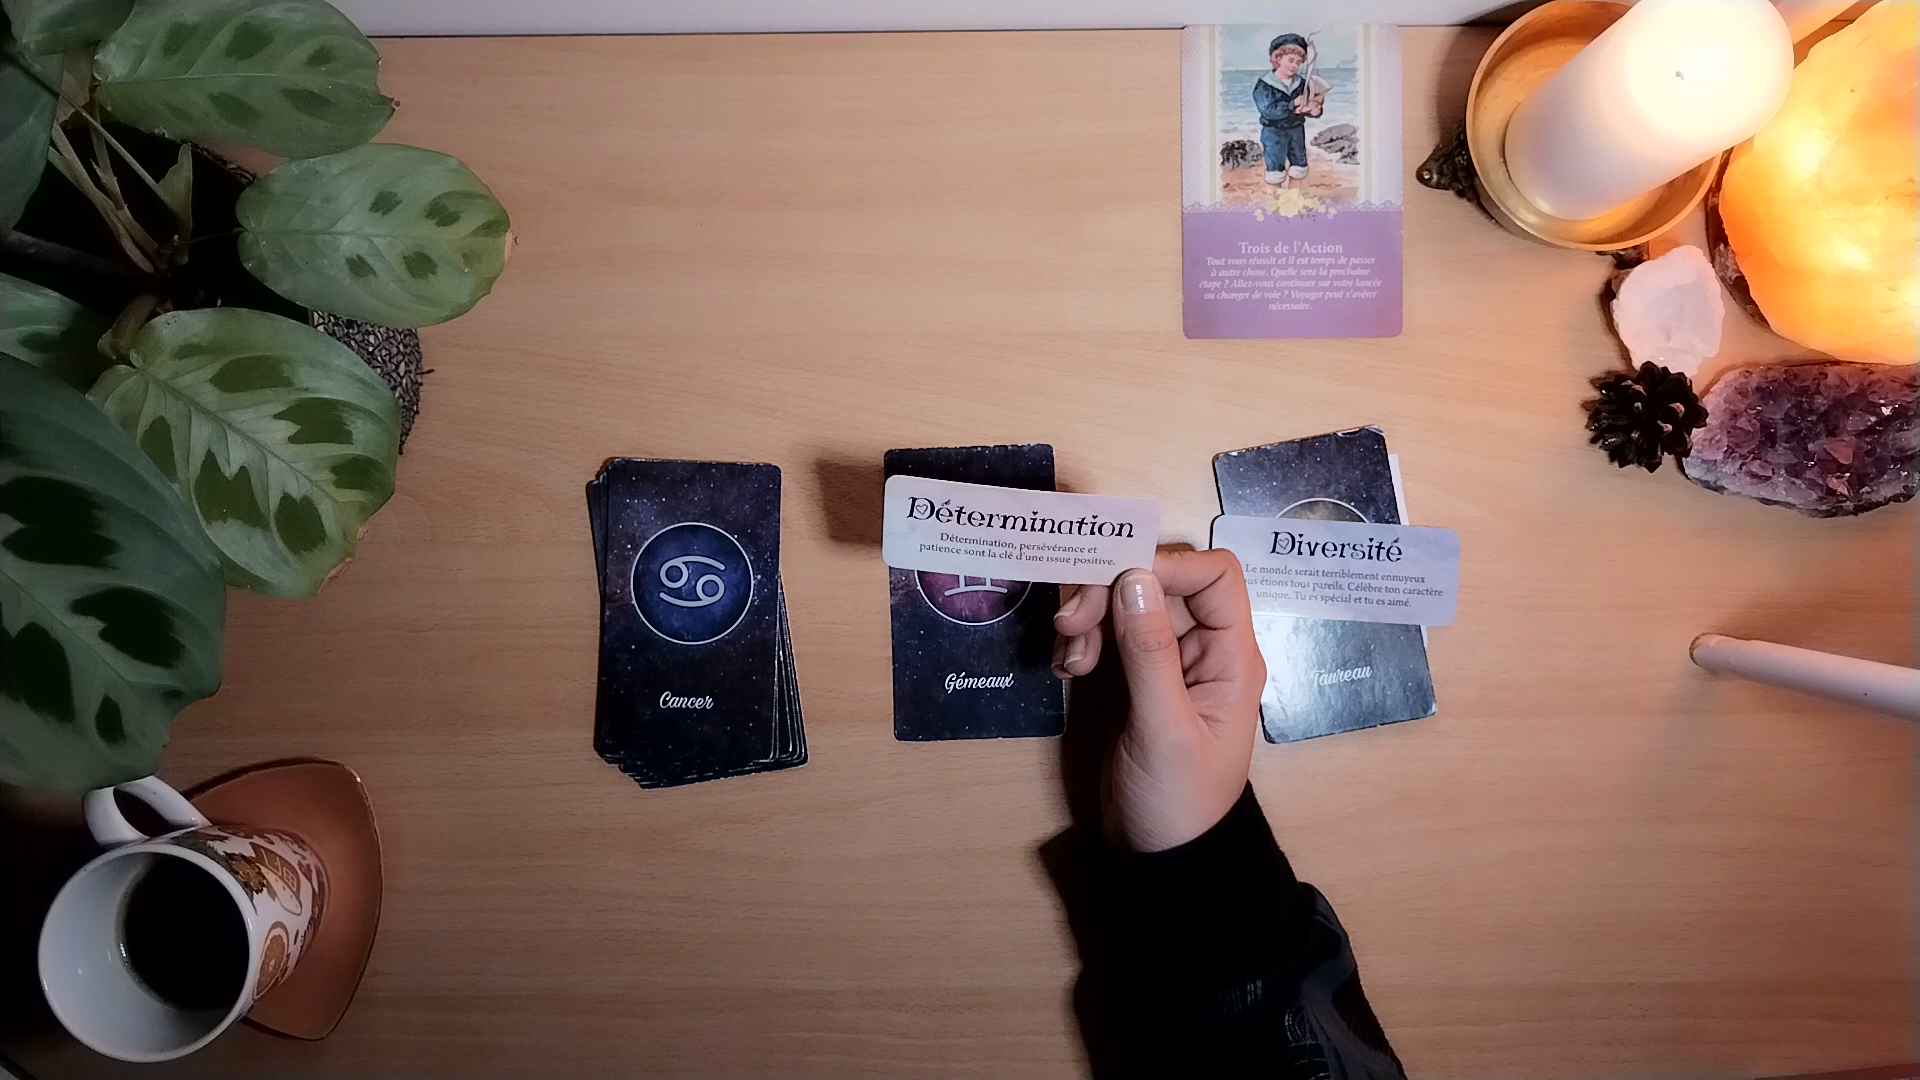 Trois de l'Action
Tout vous réussit et il est temps de passer
à autre chose. Quelle sera la prochaine
étape ? Allez-vous continuer sur votre lancée
ou changer de voie ? Voyager peut s'avérer
nécessaire.
Détermination
Détermination, persévérance et
patience sont la clé d'une issue positive.
Diversité
Le monde serait terriblement ennuyeux
étions tous pareils. Célèbre ton caractère
unique. Tu es spécial et tu es aimé.
Cancer
Gémeaux
Taureau